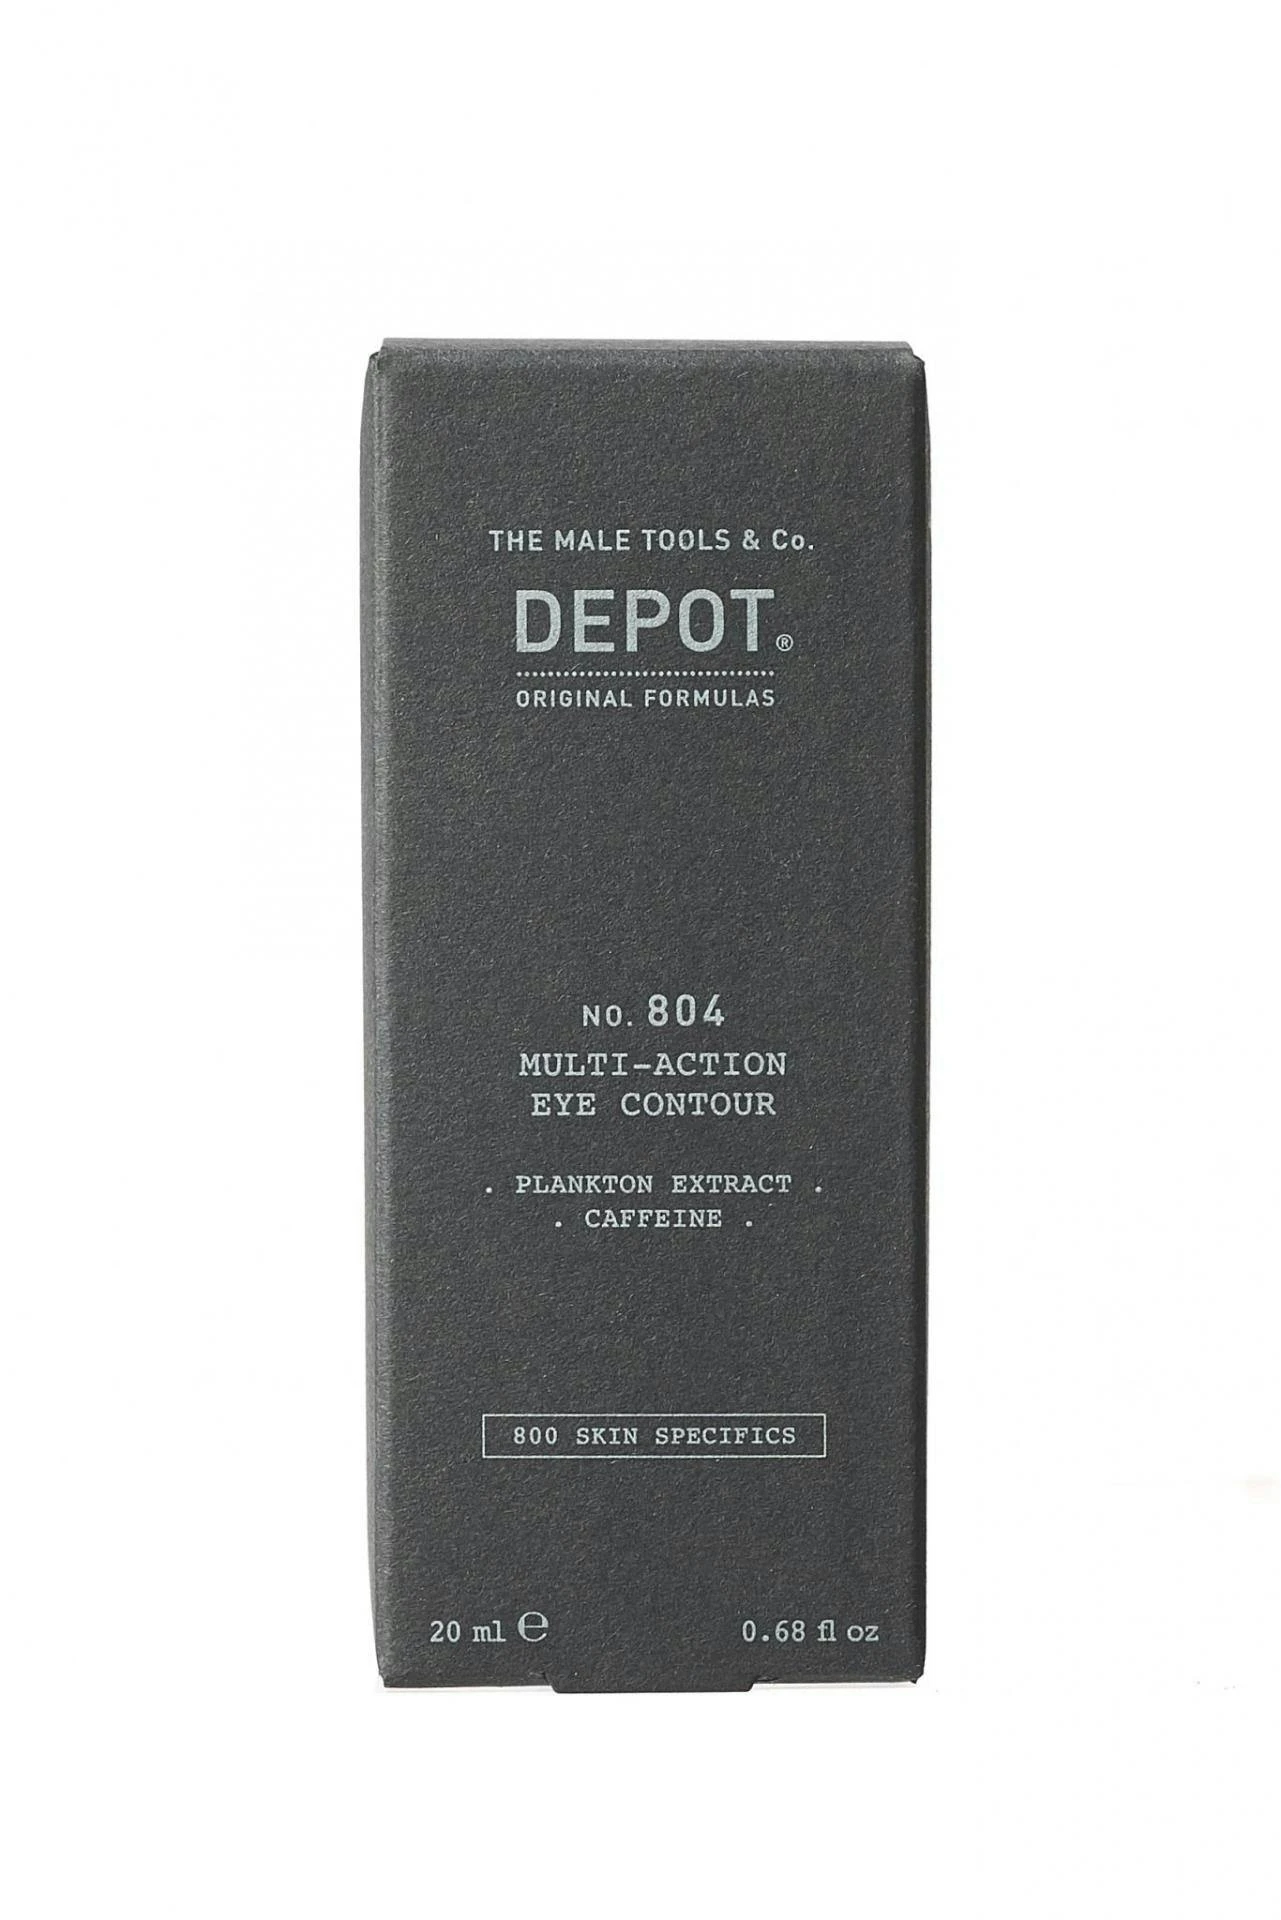 THE MALE TOOLS & Co.
DEPOT®
ORIGINAL FORMULAS
NO. 804
MULTI-ACTION
EYE CONTOUR
. PLANKTON EXTRACT .
. CAFFEINE .
800 SKIN SPECIFICS
20 ml ℮ 0.68 fl oz